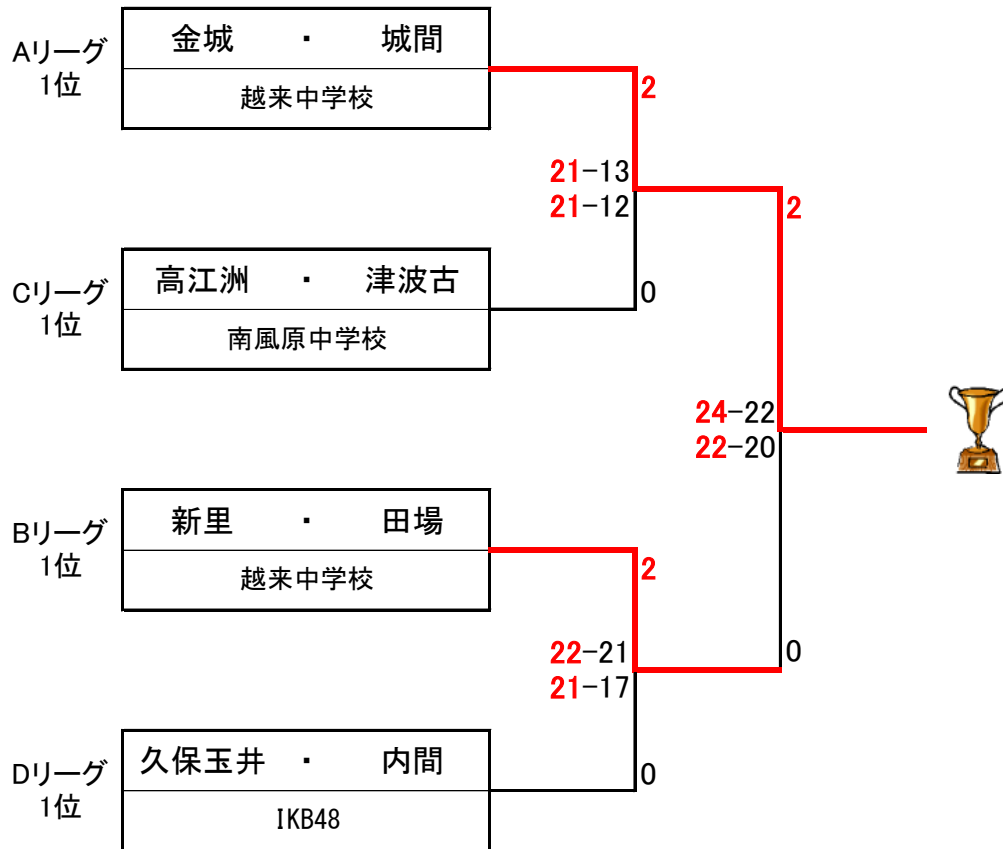 Aリーグ
1位
金城 ・ 城間
越来中学校
2
21-13
21-12
2
Cリーグ
1位
高江洲 ・ 津波古
南風原中学校
0
24-22
22-20
Bリーグ
1位
新里 ・ 田場
越来中学校
2
22-21
21-17
0
Dリーグ
1位
久保玉井 ・ 内間
IKB48
0